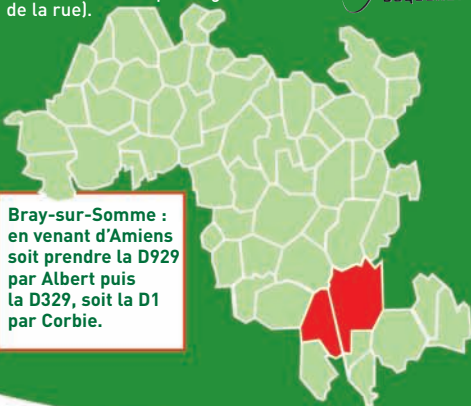 de la rue).
Bray-sur-Somme :
en venant d'Amiens
soit prendre la D929
par Albert puis
la D329, soit la D1
par Corbie.